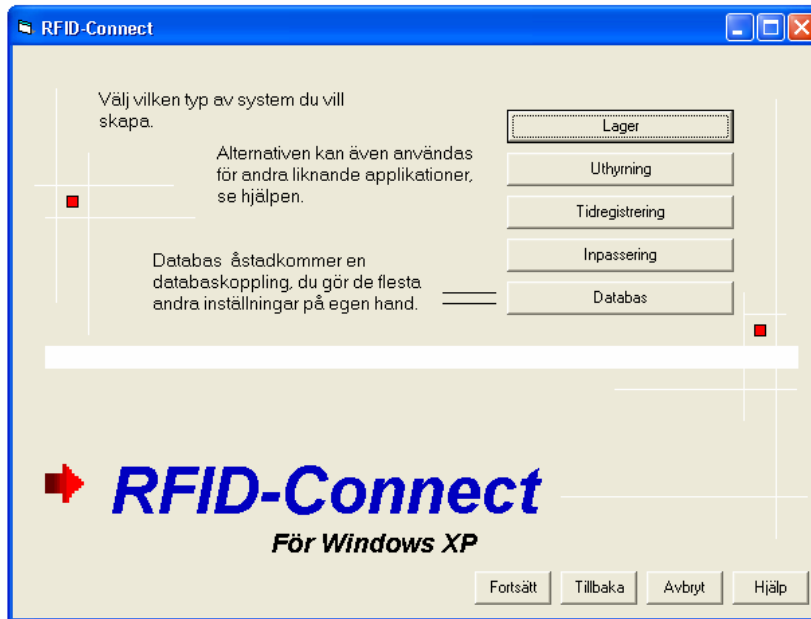 RFID-Connect
Välj vilken typ av system du vill
skapa.
Alternativen kan även användas
för andra liknande applikationer,
se hjälpen.
Databas åstadkommer en
databaskoppling, du gör de flesta
andra inställningar på egen hand.
Lager
Uthyrning
Tidregistrering
Inpassering
Databas
RFID-Connect
För Windows XP
Fortsätt
Tillbaka
Avbryt
Hjälp